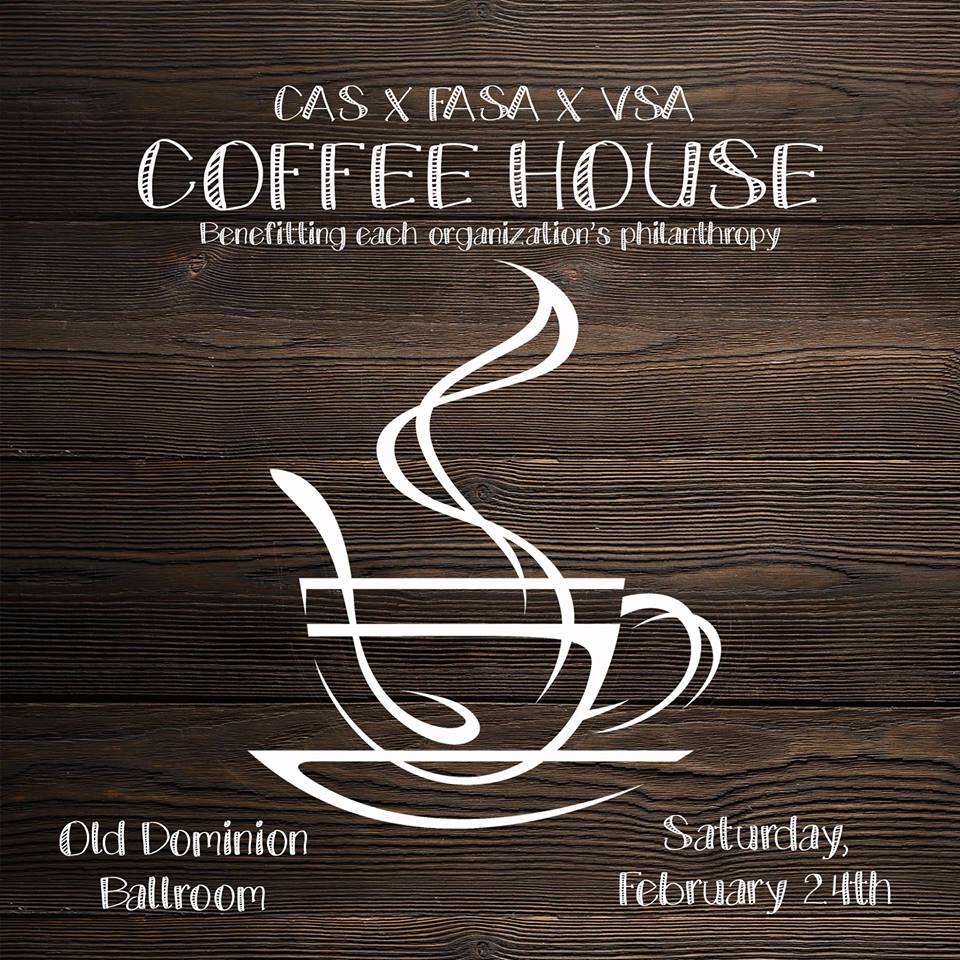 CAS X FASA X VSA
COFFEE HOUSE
Benefitting each organization's philanthropy
Old Dominion
Ballroom
Saturday,
February 24th